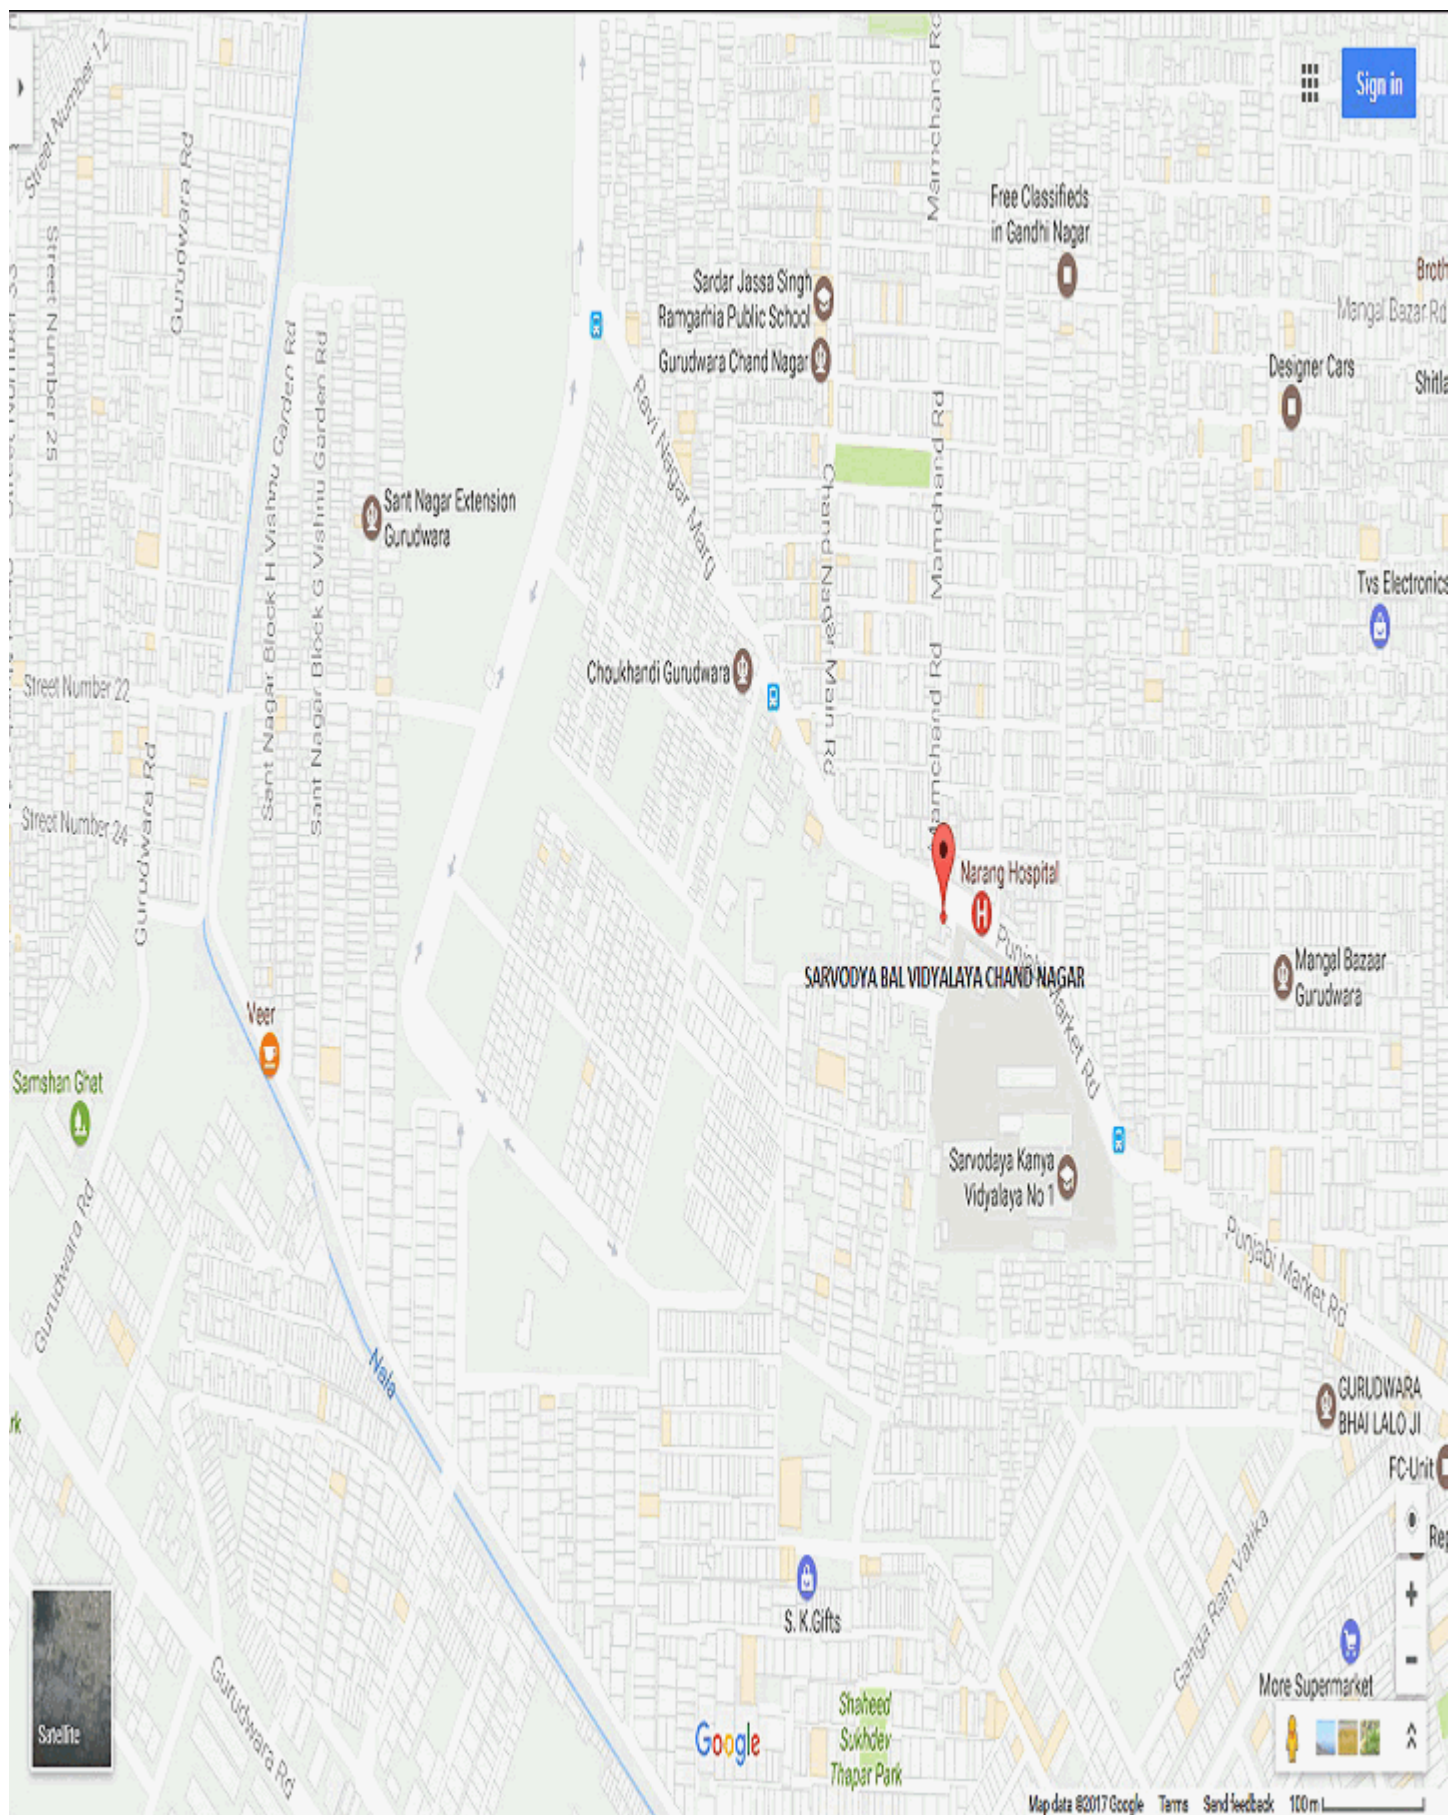 Street Number 12
Gurudwara Rd
Mamchand Rd
Sign in
Free Classifieds
in Gandhi Nagar
Street Number 25
Sardar Jassa Singh
Ramgarhia Public School
Gurudwara Chand Nagar
Mangal Bazar Rd
Designer Cars
Sant Nagar Block H Vishnu Garden Rd
Sant Nagar Block G Vishnu Garden Rd
Ravi Nagar Marg
Mamchand Rd
Sant Nagar Extension
Gurudwara
Charand Nagar Main Rd
Mamchand Rd
Tvs Electronics
Choukhandi Gurudwara
Street Number 22
Mamchand Rd
Gurudwara Rd
Street Number 24
Narang Hospital
Punjabi Market Rd
SARVODYA BAL VIDYALAYA CHAND NAGAR
Mangal Bazaar
Gurudwara
Veer
Samshan Ghat
Sarvodaya Kanya
Vidyalaya No 1
Gurudwara Rd
Punjabi Market Rd
Nala
GURUDWARA
BHAI LALO JI
FC-Unit
Ganga Ram Vatika
S. K.Gifts
More Supermarket
Gurudwara Rd
Shaheed
Sukhdev
Thapar Park
Satellite
Google
Map data ©2017 Google Terms Send feedback 100 m